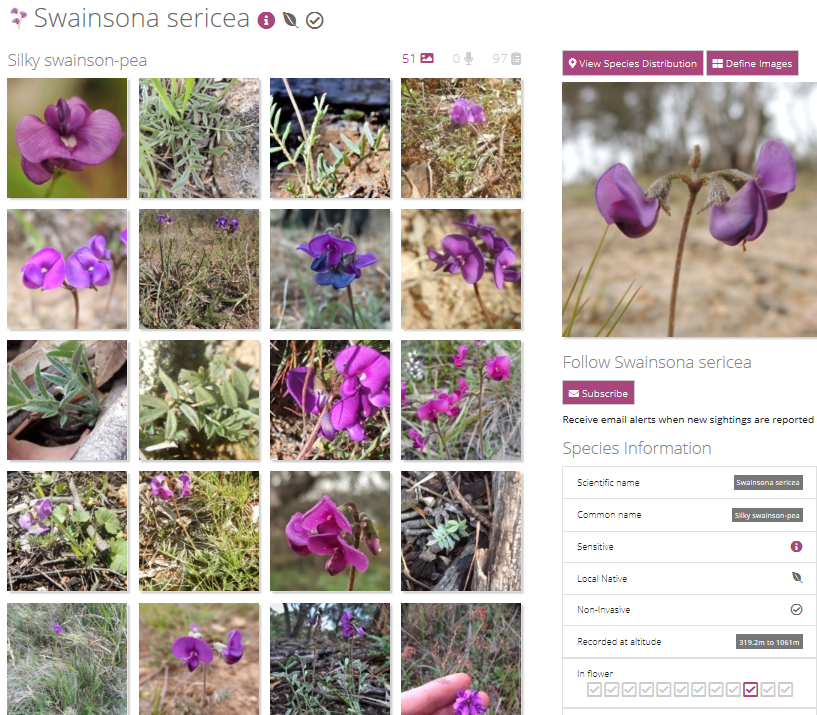 Swainsona sericea
Silky swainson-pea
51
0
97
View Species Distribution
Define Images
Follow Swainsona sericea
Subscribe
Receive email alerts when new sightings are reported
Species Information
Scientific name Swainsona sericea
Common name Silky swainson-pea
Sensitive
Local Native
Non-Invasive
Recorded at altitude 319.2m to 1061m
In flower